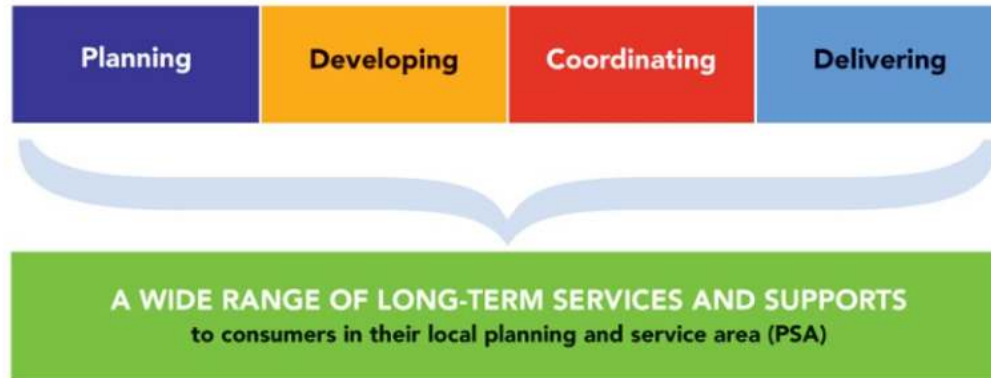 Planning
Developing
Coordinating
Delivering
A WIDE RANGE OF LONG-TERM SERVICES AND SUPPORTS
to consumers in their local planning and service area (PSA)